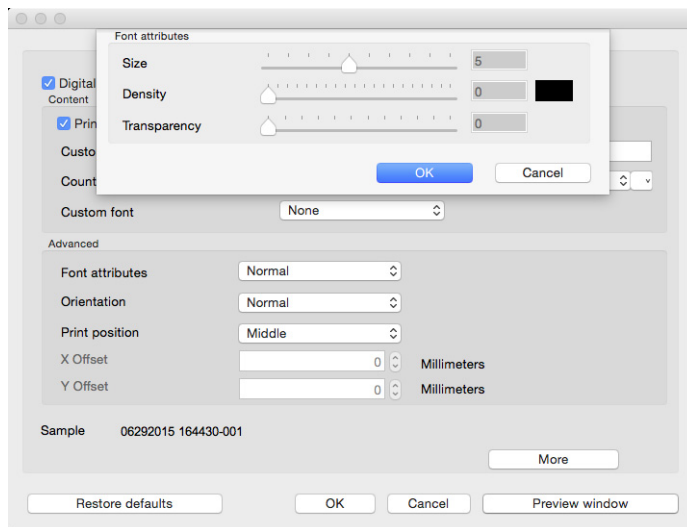 Font attributes
Size 5
Density 0
Transparency 0
OK Cancel
Digital
Content
Prin
Custo
Count
Custom font None
Advanced
Font attributes Normal
Orientation Normal
Print position Middle
X Offset 0 Millimeters
Y Offset 0 Millimeters
Sample 06292015 164430-001
More
Restore defaults OK Cancel Preview window